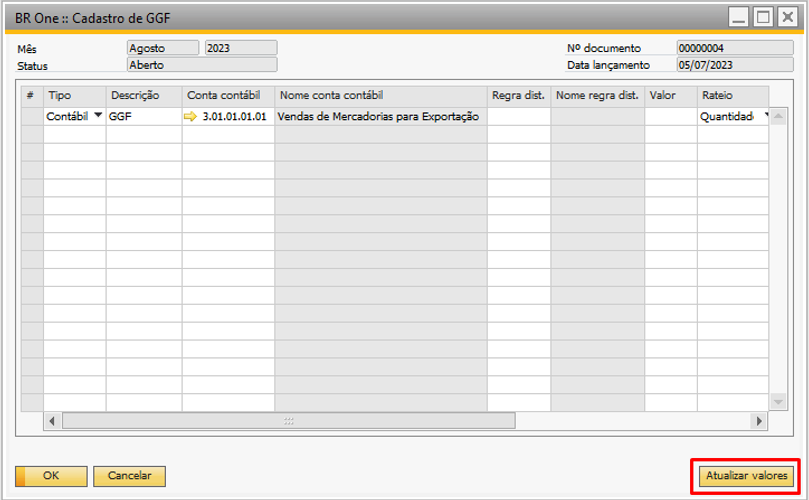 BR One :: Cadastro de GGF
Mês Agosto 2023 Nº documento 00000004
Status Aberto Data lançamento 05/07/2023
# Tipo Descrição Conta contábil Nome conta contábil Regra dist. Nome regra dist. Valor Rateio
Contábil GGF 3.01.01.01.01 Vendas de Mercadorias para Exportação Quantidad
OK Cancelar Atualizar valores